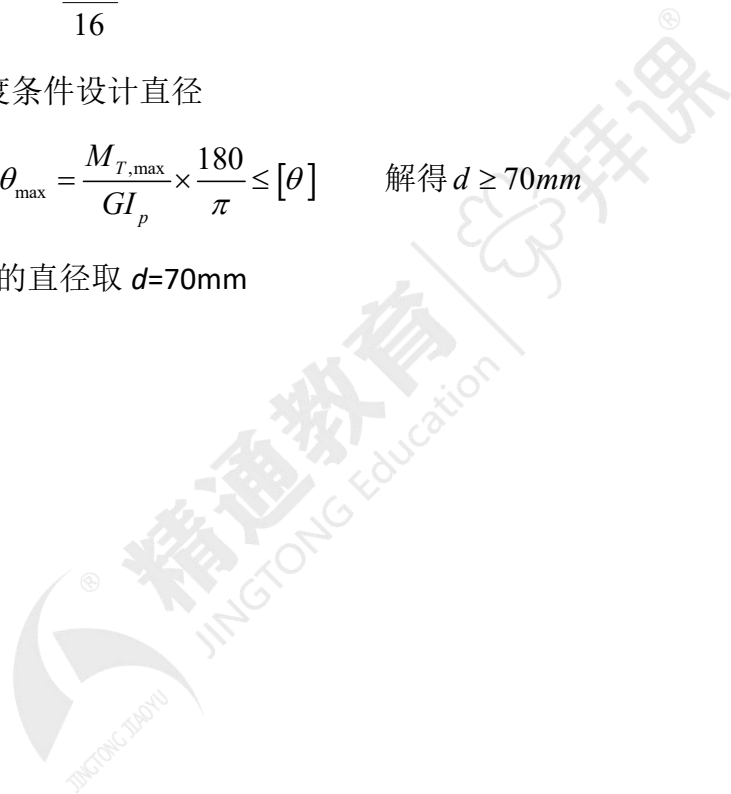 16
度条件设计直径
θmax = M_T,max / GI_p × 180 / π ≤ [θ] 解得 d ≥ 70mm
的直径取 d=70mm
拜课 ®
精通教育
JINGTONG Education
®
JINGTONG JIAOYU